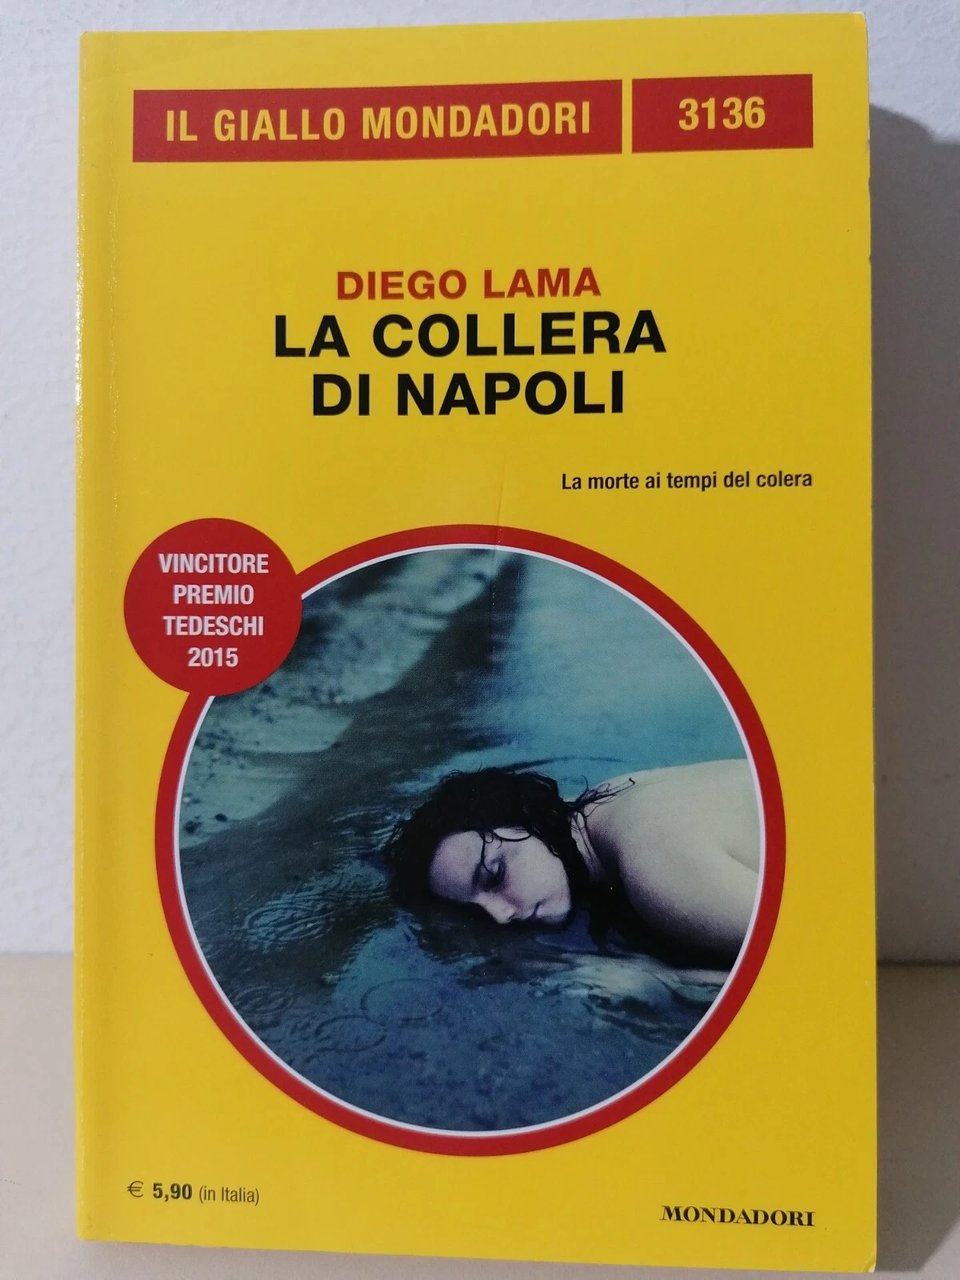 IL GIALLO MONDADORI 3136
DIEGO LAMA
LA COLLERA
DI NAPOLI
La morte ai tempi del colera
VINCITORE
PREMIO
TEDESCHI
2015
€ 5,90 (in Italia)
MONDADORI